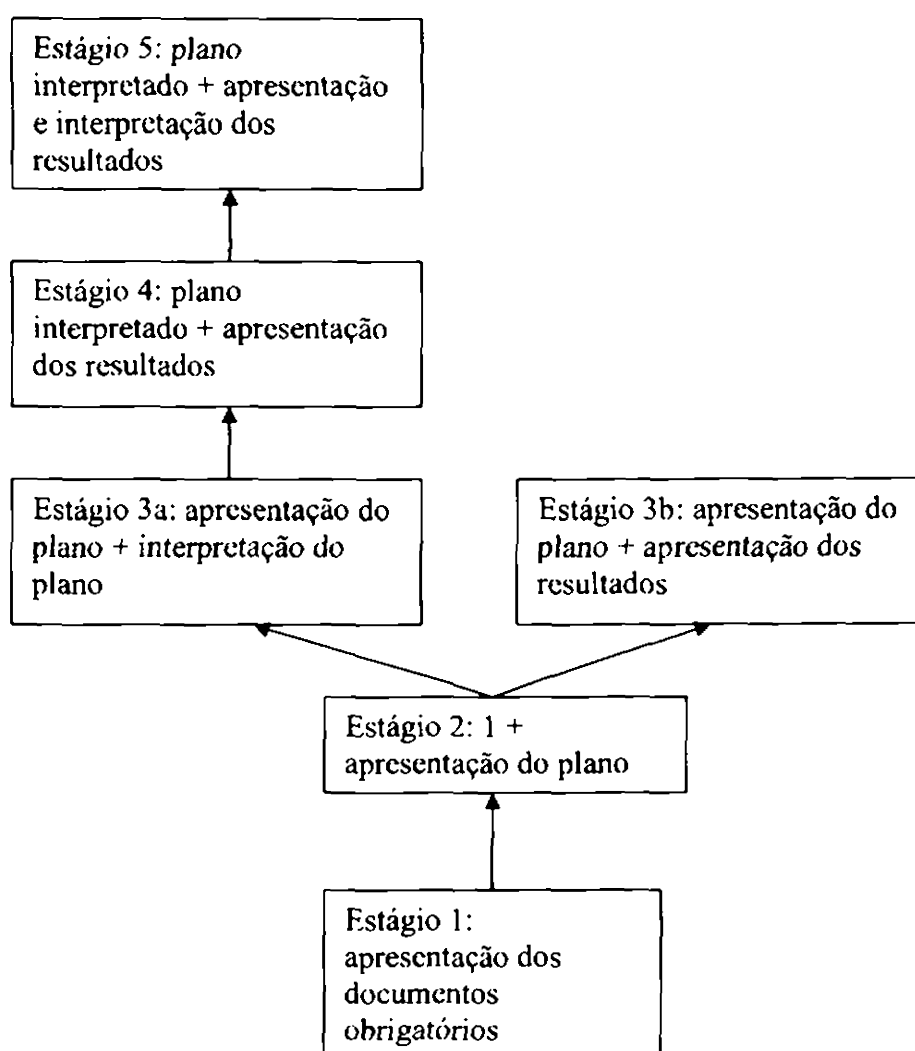 Estágio 5: plano
interpretado + apresentação
e interpretação dos
resultados
Estágio 4: plano
interpretado + apresentação
dos resultados
Estágio 3a: apresentação do
plano + interpretação do
plano
Estágio 3b: apresentação do
plano + apresentação dos
resultados
Estágio 2: 1 +
apresentação do plano
Estágio 1:
apresentação dos
documentos
obrigatórios